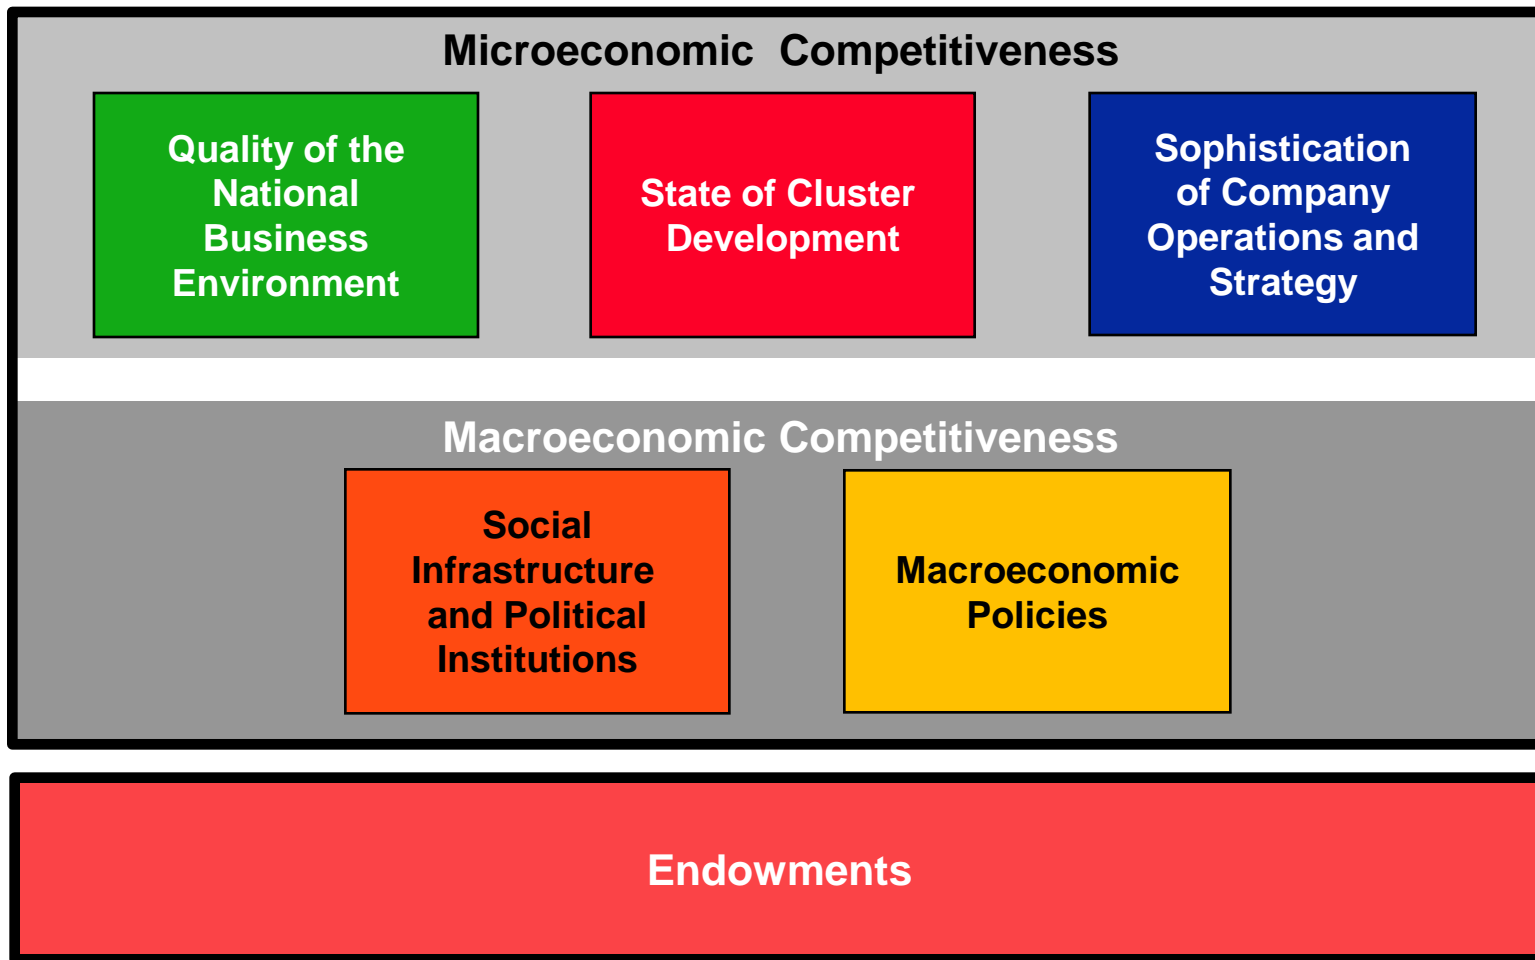 Microeconomic Competitiveness
Quality of the
National
Business
Environment
State of Cluster
Development
Sophistication
of Company
Operations and
Strategy
Macroeconomic Competitiveness
Social
Infrastructure
and Political
Institutions
Macroeconomic
Policies
Endowments